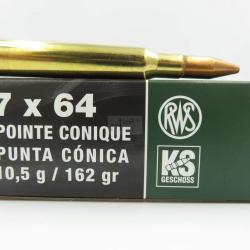 7 x 64
POINTE CONIQUE
PUNTA CÓNICA
10,5 g / 162 gr
RWS
KS
GESCHOSS